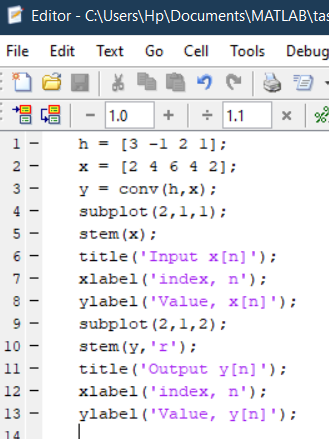 Editor - C:\Users\Hp\Documents\MATLAB\tas
File Edit Text Go Cell Tools Debug
- 1.0 + ÷ 1.1 × %
1 - h = [3 -1 2 1];
2 - x = [2 4 6 4 2];
3 - y = conv(h,x);
4 - subplot(2,1,1);
5 - stem(x);
6 - title('Input x[n]');
7 - xlabel('index, n');
8 - ylabel('Value, x[n]');
9 - subplot(2,1,2);
10 - stem(y,'r');
11 - title('Output y[n]');
12 - xlabel('index, n');
13 - ylabel('Value, y[n]');
14